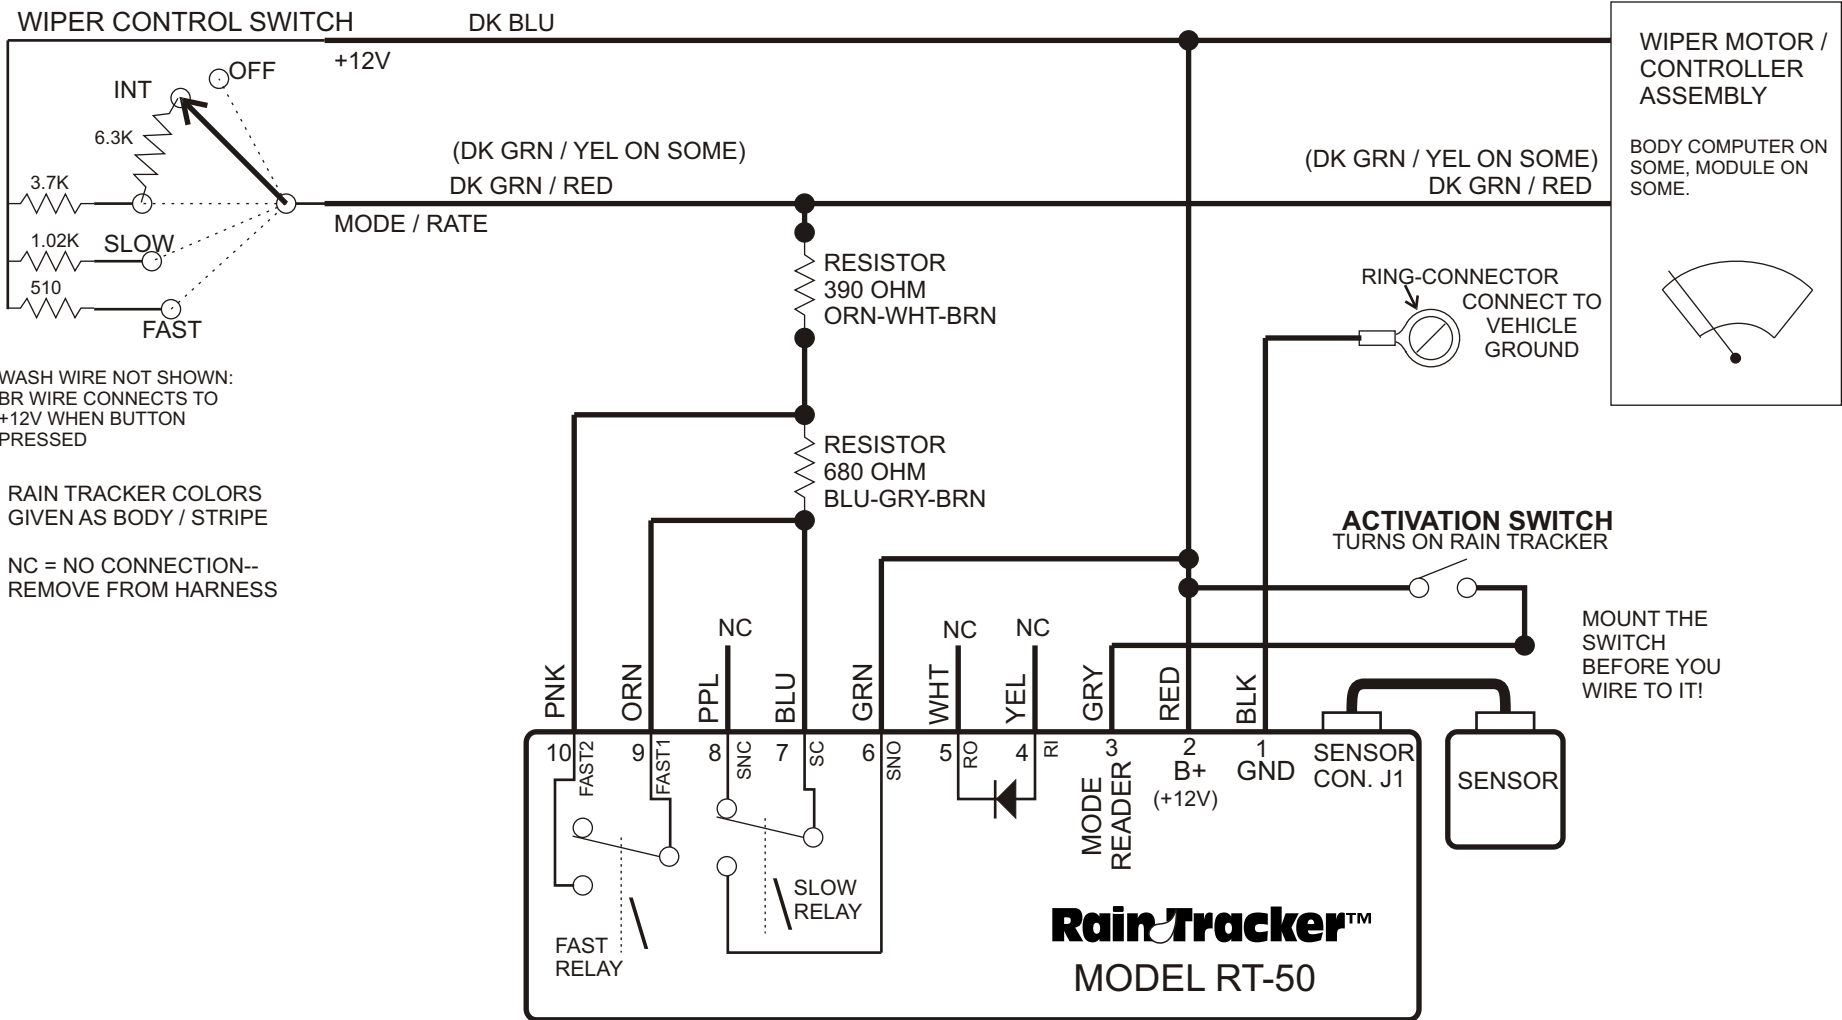 WIPER CONTROL SWITCH
DK BLU
+12V
OFF
INT
6.3K
3.7K
1.02K
SLOW
510
FAST
(DK GRN / YEL ON SOME)
DK GRN / RED
MODE / RATE
(DK GRN / YEL ON SOME)
DK GRN / RED
WIPER MOTOR /
CONTROLLER
ASSEMBLY
BODY COMPUTER ON
SOME, MODULE ON
SOME.
RESISTOR
390 OHM
ORN-WHT-BRN
RING-CONNECTOR
CONNECT TO
VEHICLE
GROUND
WASH WIRE NOT SHOWN:
BR WIRE CONNECTS TO
+12V WHEN BUTTON
PRESSED
RESISTOR
680 OHM
BLU-GRY-BRN
RAIN TRACKER COLORS
GIVEN AS BODY / STRIPE
NC = NO CONNECTION--
REMOVE FROM HARNESS
ACTIVATION SWITCH
TURNS ON RAIN TRACKER
MOUNT THE
SWITCH
BEFORE YOU
WIRE TO IT!
NC
NC
NC
PNK
ORN
PPL
BLU
GRN
WHT
YEL
GRY
RED
BLK
10
FAST2
9
FAST1
8
SNC
7
SC
6
SNO
5
RO
4
RI
3
MODE
READER
2
B+
(+12V)
1
GND
SENSOR
CON. J1
SENSOR
SLOW
RELAY
FAST
RELAY
Rain Tracker™
MODEL RT-50